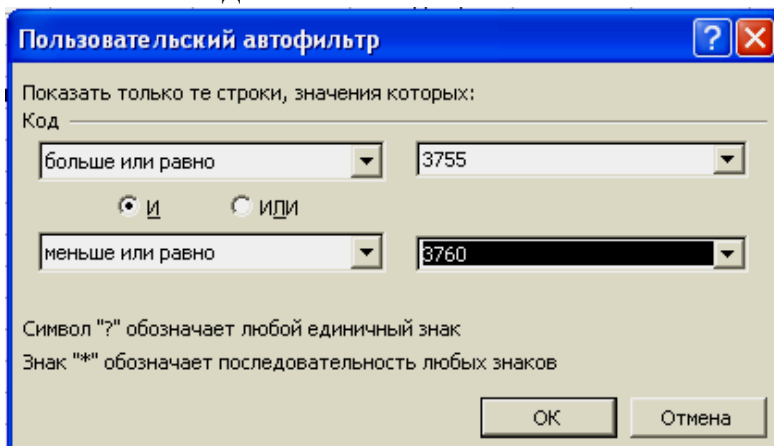 Пользовательский автофильтр
Показать только те строки, значения которых:
Код
больше или равно 3755
И ИЛИ
меньше или равно 3760
Символ "?" обозначает любой единичный знак
Знак "*" обозначает последовательность любых знаков
ОК Отмена